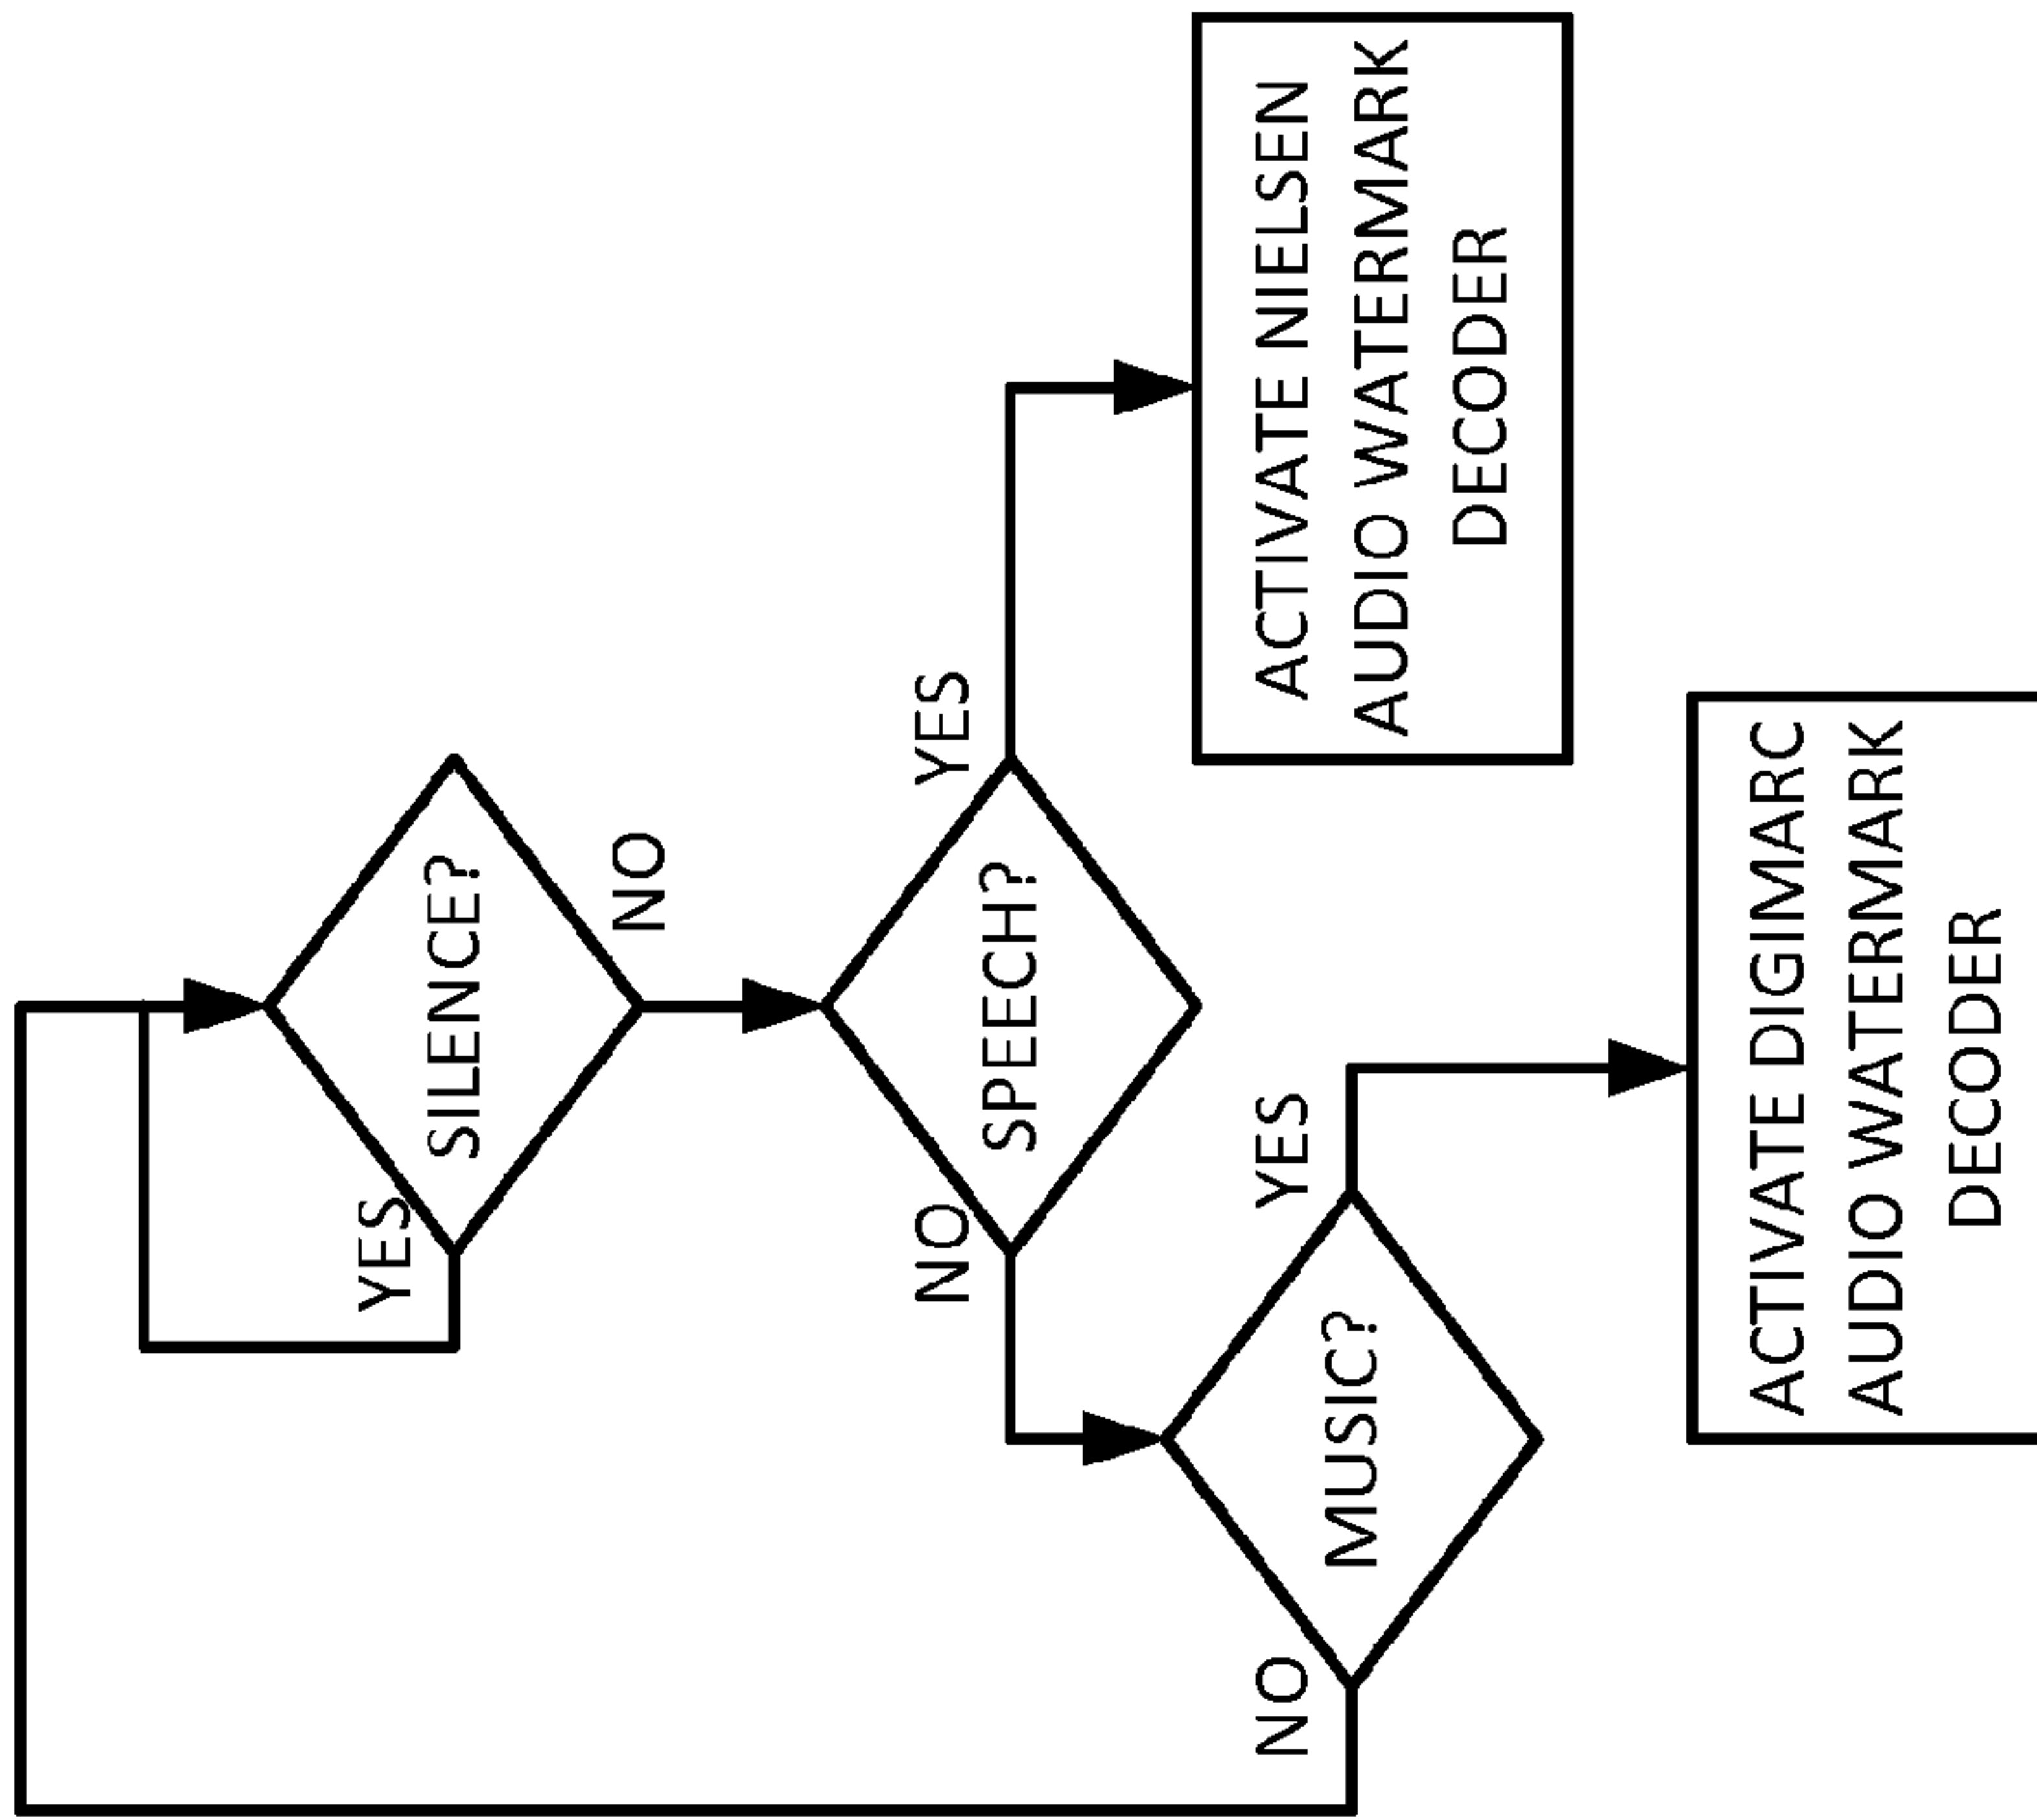 SILENCE?
YES
NO
SPEECH?
NO
YES
MUSIC?
NO
YES
ACTIVATE NIELSEN
AUDIO WATERMARK
DECODER
ACTIVATE DIGIMARC
AUDIO WATERMARK
DECODER